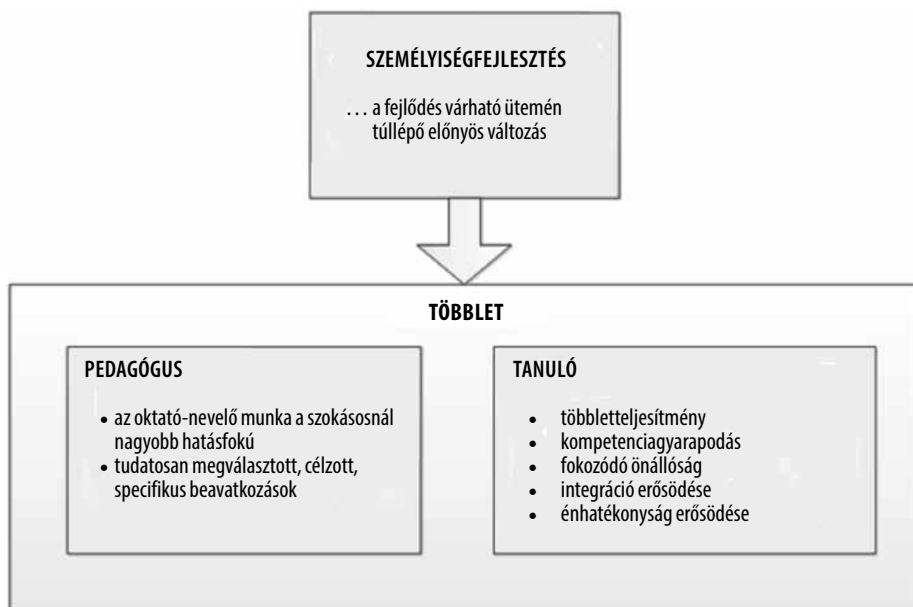 SZEMÉLYISÉGFEJLESZTÉS
… a fejlődés várható ütemén
túllépő előnyös változás
TÖBBLET
PEDAGÓGUS
• az oktató-nevelő munka a szokásosnál
nagyobb hatásfokú
• tudatosan megválasztott, célzott,
specifikus beavatkozások
TANULÓ
• többletteljesítmény
• kompetenciagyarapodás
• fokozódó önállóság
• integráció erősödése
• énhatékonyság erősödése